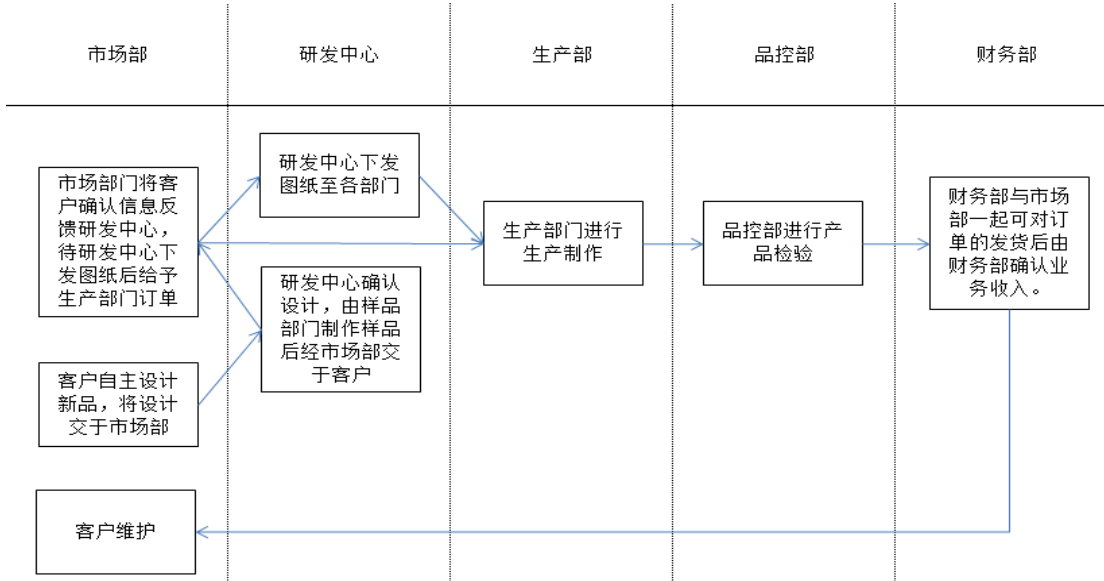 市场部
研发中心
生产部
品控部
财务部
市场部门将客
户确认信息反
馈研发中心，
待研发中心下
发图纸后给予
生产部门订单
研发中心下发
图纸至各部门
生产部门进行
生产制作
品控部进行产
品检验
财务部与市场
部一起可对订
单的发货后由
财务部确认业
务收入。
研发中心确认
设计，由样品
部门制作样品
后经市场部交
于客户
客户自主设计
新品，将设计
交于市场部
客户维护